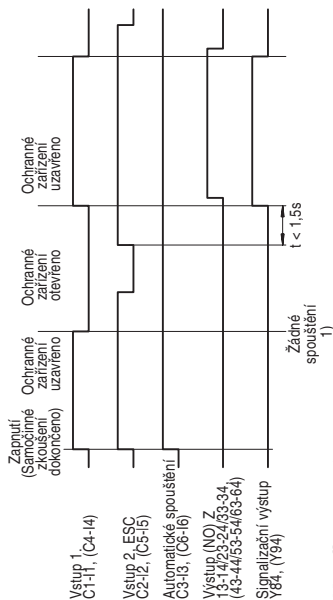 Zapnutí
(Samočinné
zkoušení
dokončeno)
Ochranné
zařízení
uzavřeno
Ochranné
zařízení
otevřeno
Ochranné
zařízení
uzavřeno
Vstup 1,
C1-I1, (C4-I4)
Vstup 2, ESC
C2-I2, (C5-I5)
Automatické spouštění
C3-I3, (C6-I6)
Výstup (NO) Z
13-14/23-24/33-34,
(43-44/53-54/63-64)
Signalizační výstup
Y84, (Y94)
Žádné
spouštění
1)
t < 1,5s